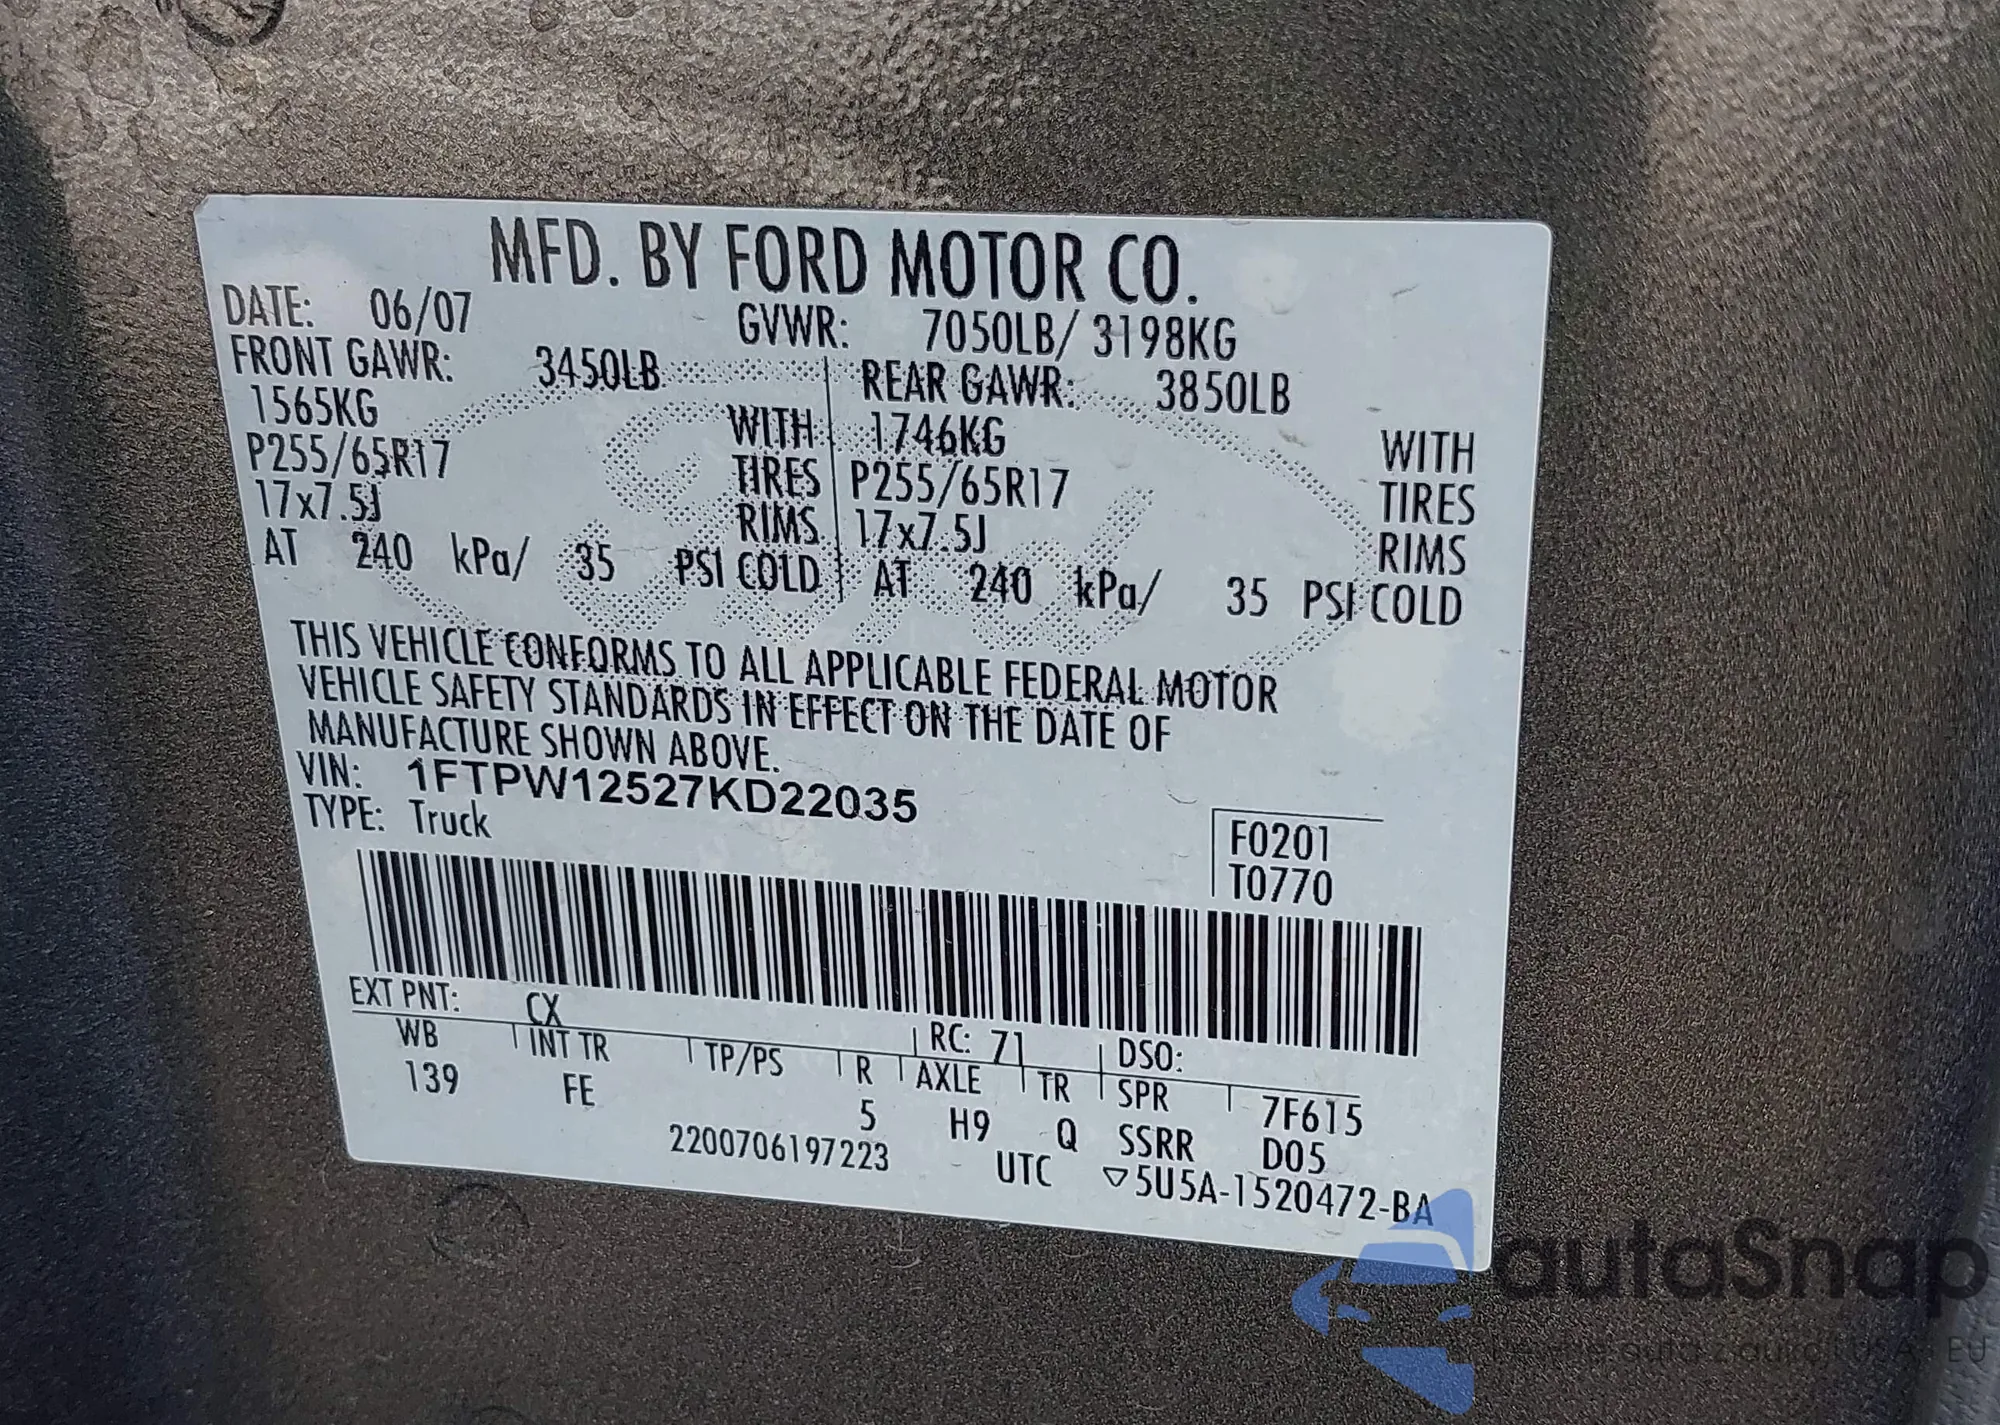 MFD. BY FORD MOTOR CO.
DATE: 06/07 GVWR: 7050LB/ 3198KG
FRONT GAWR: 3450LB REAR GAWR: 3850LB
1565KG WITH 1746KG WITH
P255/65R17 TIRES P255/65R17 TIRES
17x7.5J RIMS 17x7.5J RIMS
AT 240 kPa/ 35 PSI COLD AT 240 kPa/ 35 PSI COLD
THIS VEHICLE CONFORMS TO ALL APPLICABLE FEDERAL MOTOR
VEHICLE SAFETY STANDARDS IN EFFECT ON THE DATE OF
MANUFACTURE SHOWN ABOVE.
VIN: 1FTPW12527KD22035
TYPE: Truck
F0201
T0770
EXT PNT: CX RC: 71 DSO:
WB INT TR TP/PS R AXLE TR SPR 7F615
139 FE 5 H9 Q SSRR D05
2200706197223 UTC ▽5U5A-1520472-BA
autaSnap
auta z aukcji USA EU